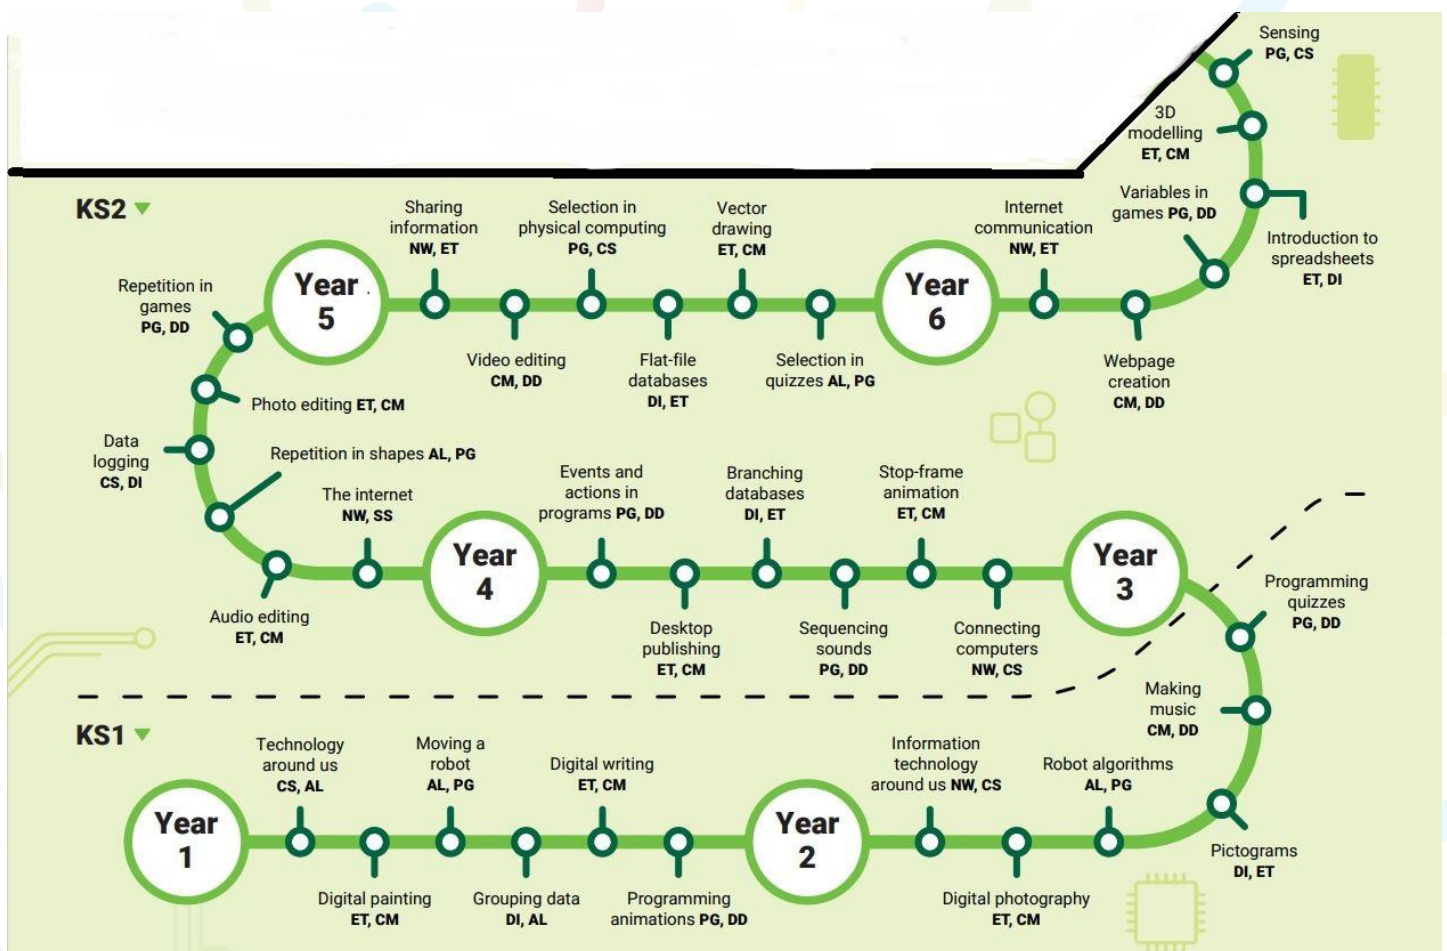 Sensing
PG, CS
3D
modelling
ET, CM
KS2
Sharing
information
NW, ET
Selection in
physical computing
PG, CS
Vector
drawing
ET, CM
Internet
communication
NW, ET
Variables in
games PG, DD
Introduction to
spreadsheets
ET, DI
Repetition in
games
PG, DD
Year
5
Year
6
Video editing
CM, DD
Flat-file
databases
DI, ET
Selection in
quizzes AL, PG
Webpage
creation
CM, DD
Photo editing ET, CM
Data
logging
CS, DI
Repetition in shapes AL, PG
The internet
NW, SS
Events and
actions in
programs PG, DD
Branching
databases
DI, ET
Stop-frame
animation
ET, CM
Year
4
Year
3
Audio editing
ET, CM
Desktop
publishing
ET, CM
Sequencing
sounds
PG, DD
Connecting
computers
NW, CS
Programming
quizzes
PG, DD
Making
music
CM, DD
KS1
Technology
around us
CS, AL
Moving a
robot
AL, PG
Digital writing
ET, CM
Information
technology
around us NW, CS
Robot algorithms
AL, PG
Year
1
Year
2
Digital painting
ET, CM
Grouping data
DI, AL
Programming
animations PG, DD
Digital photography
ET, CM
Pictograms
DI, ET